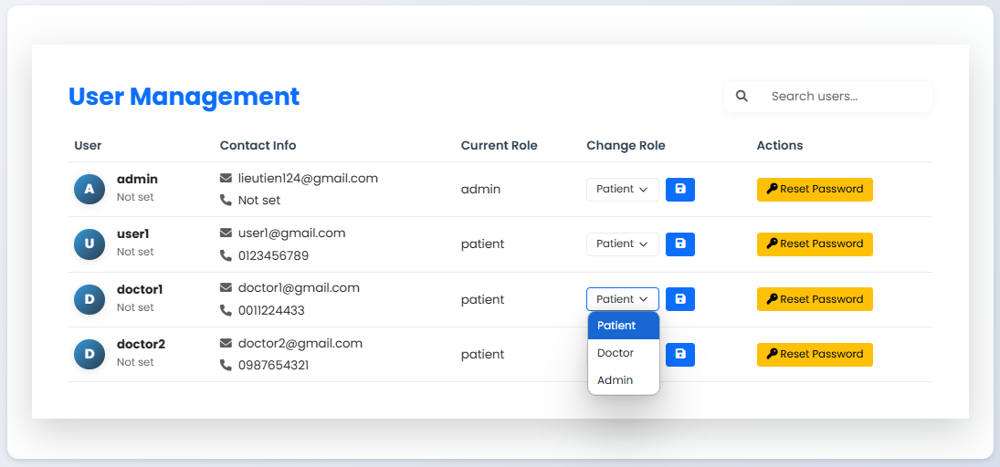 User Management
Search users...
User Contact Info Current Role Change Role Actions
A admin lieutien124@gmail.com admin Patient Reset Password
Not set Not set
U user1 user1@gmail.com patient Patient Reset Password
Not set 0123456789
D doctor1 doctor1@gmail.com patient Patient Reset Password
Not set 0011224433
Patient
Doctor
Admin
D doctor2 doctor2@gmail.com patient Reset Password
Not set 0987654321